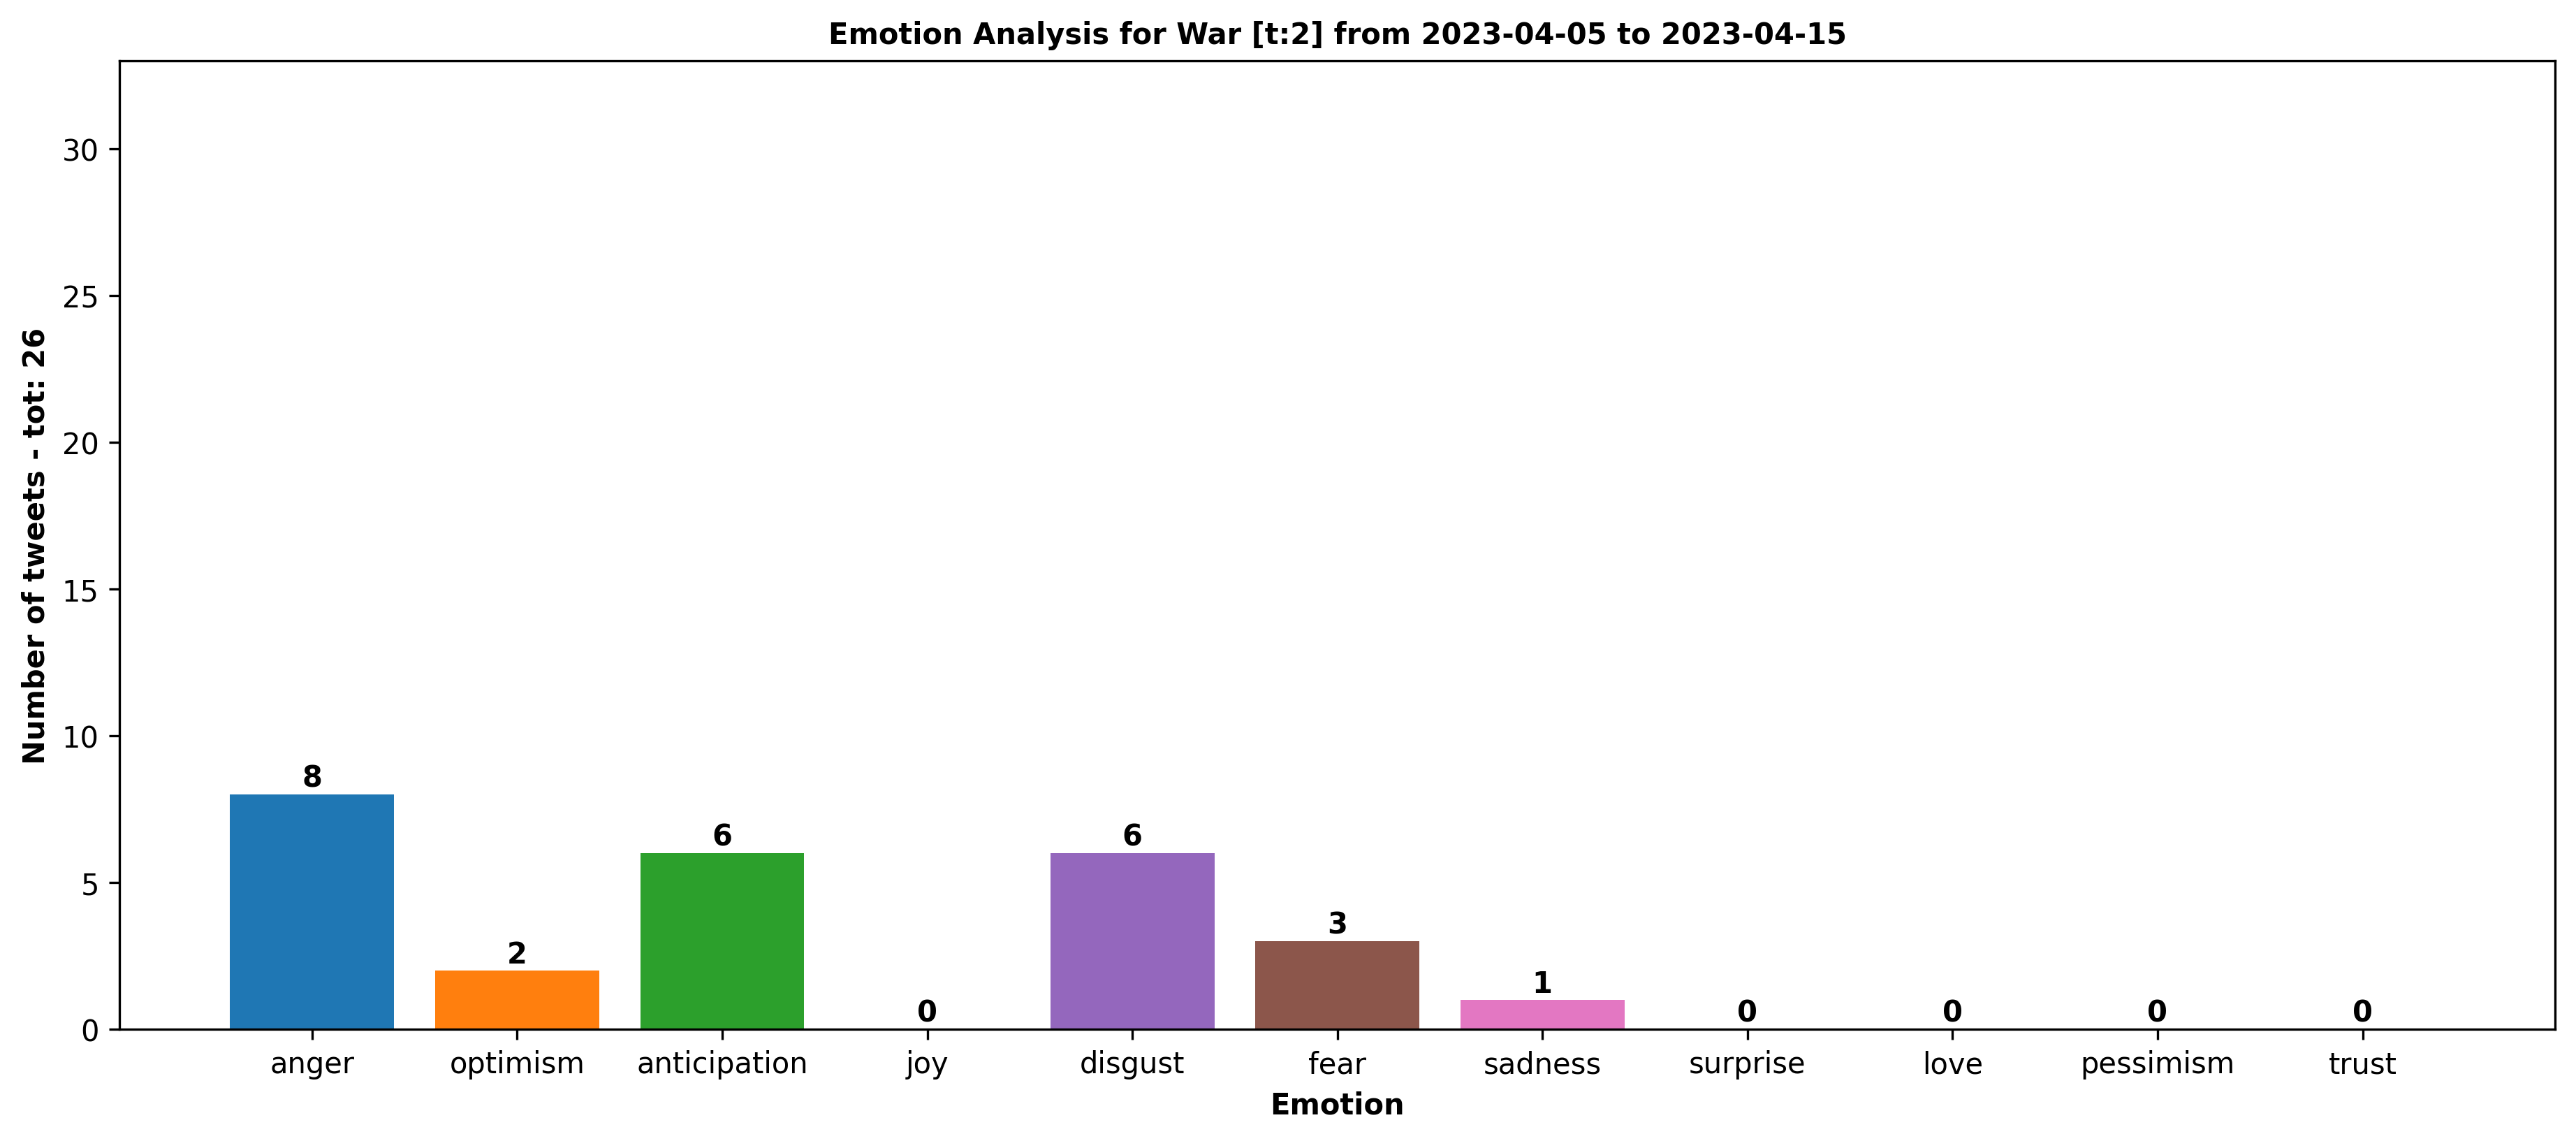 Emotion Analysis for War [t:2] from 2023-04-05 to 2023-04-15
Number of tweets - tot: 26
30
25
20
15
10
5
0
8
2
6
0
6
3
1
0
0
0
0
anger
optimism
anticipation
joy
disgust
fear
sadness
surprise
love
pessimism
trust
Emotion